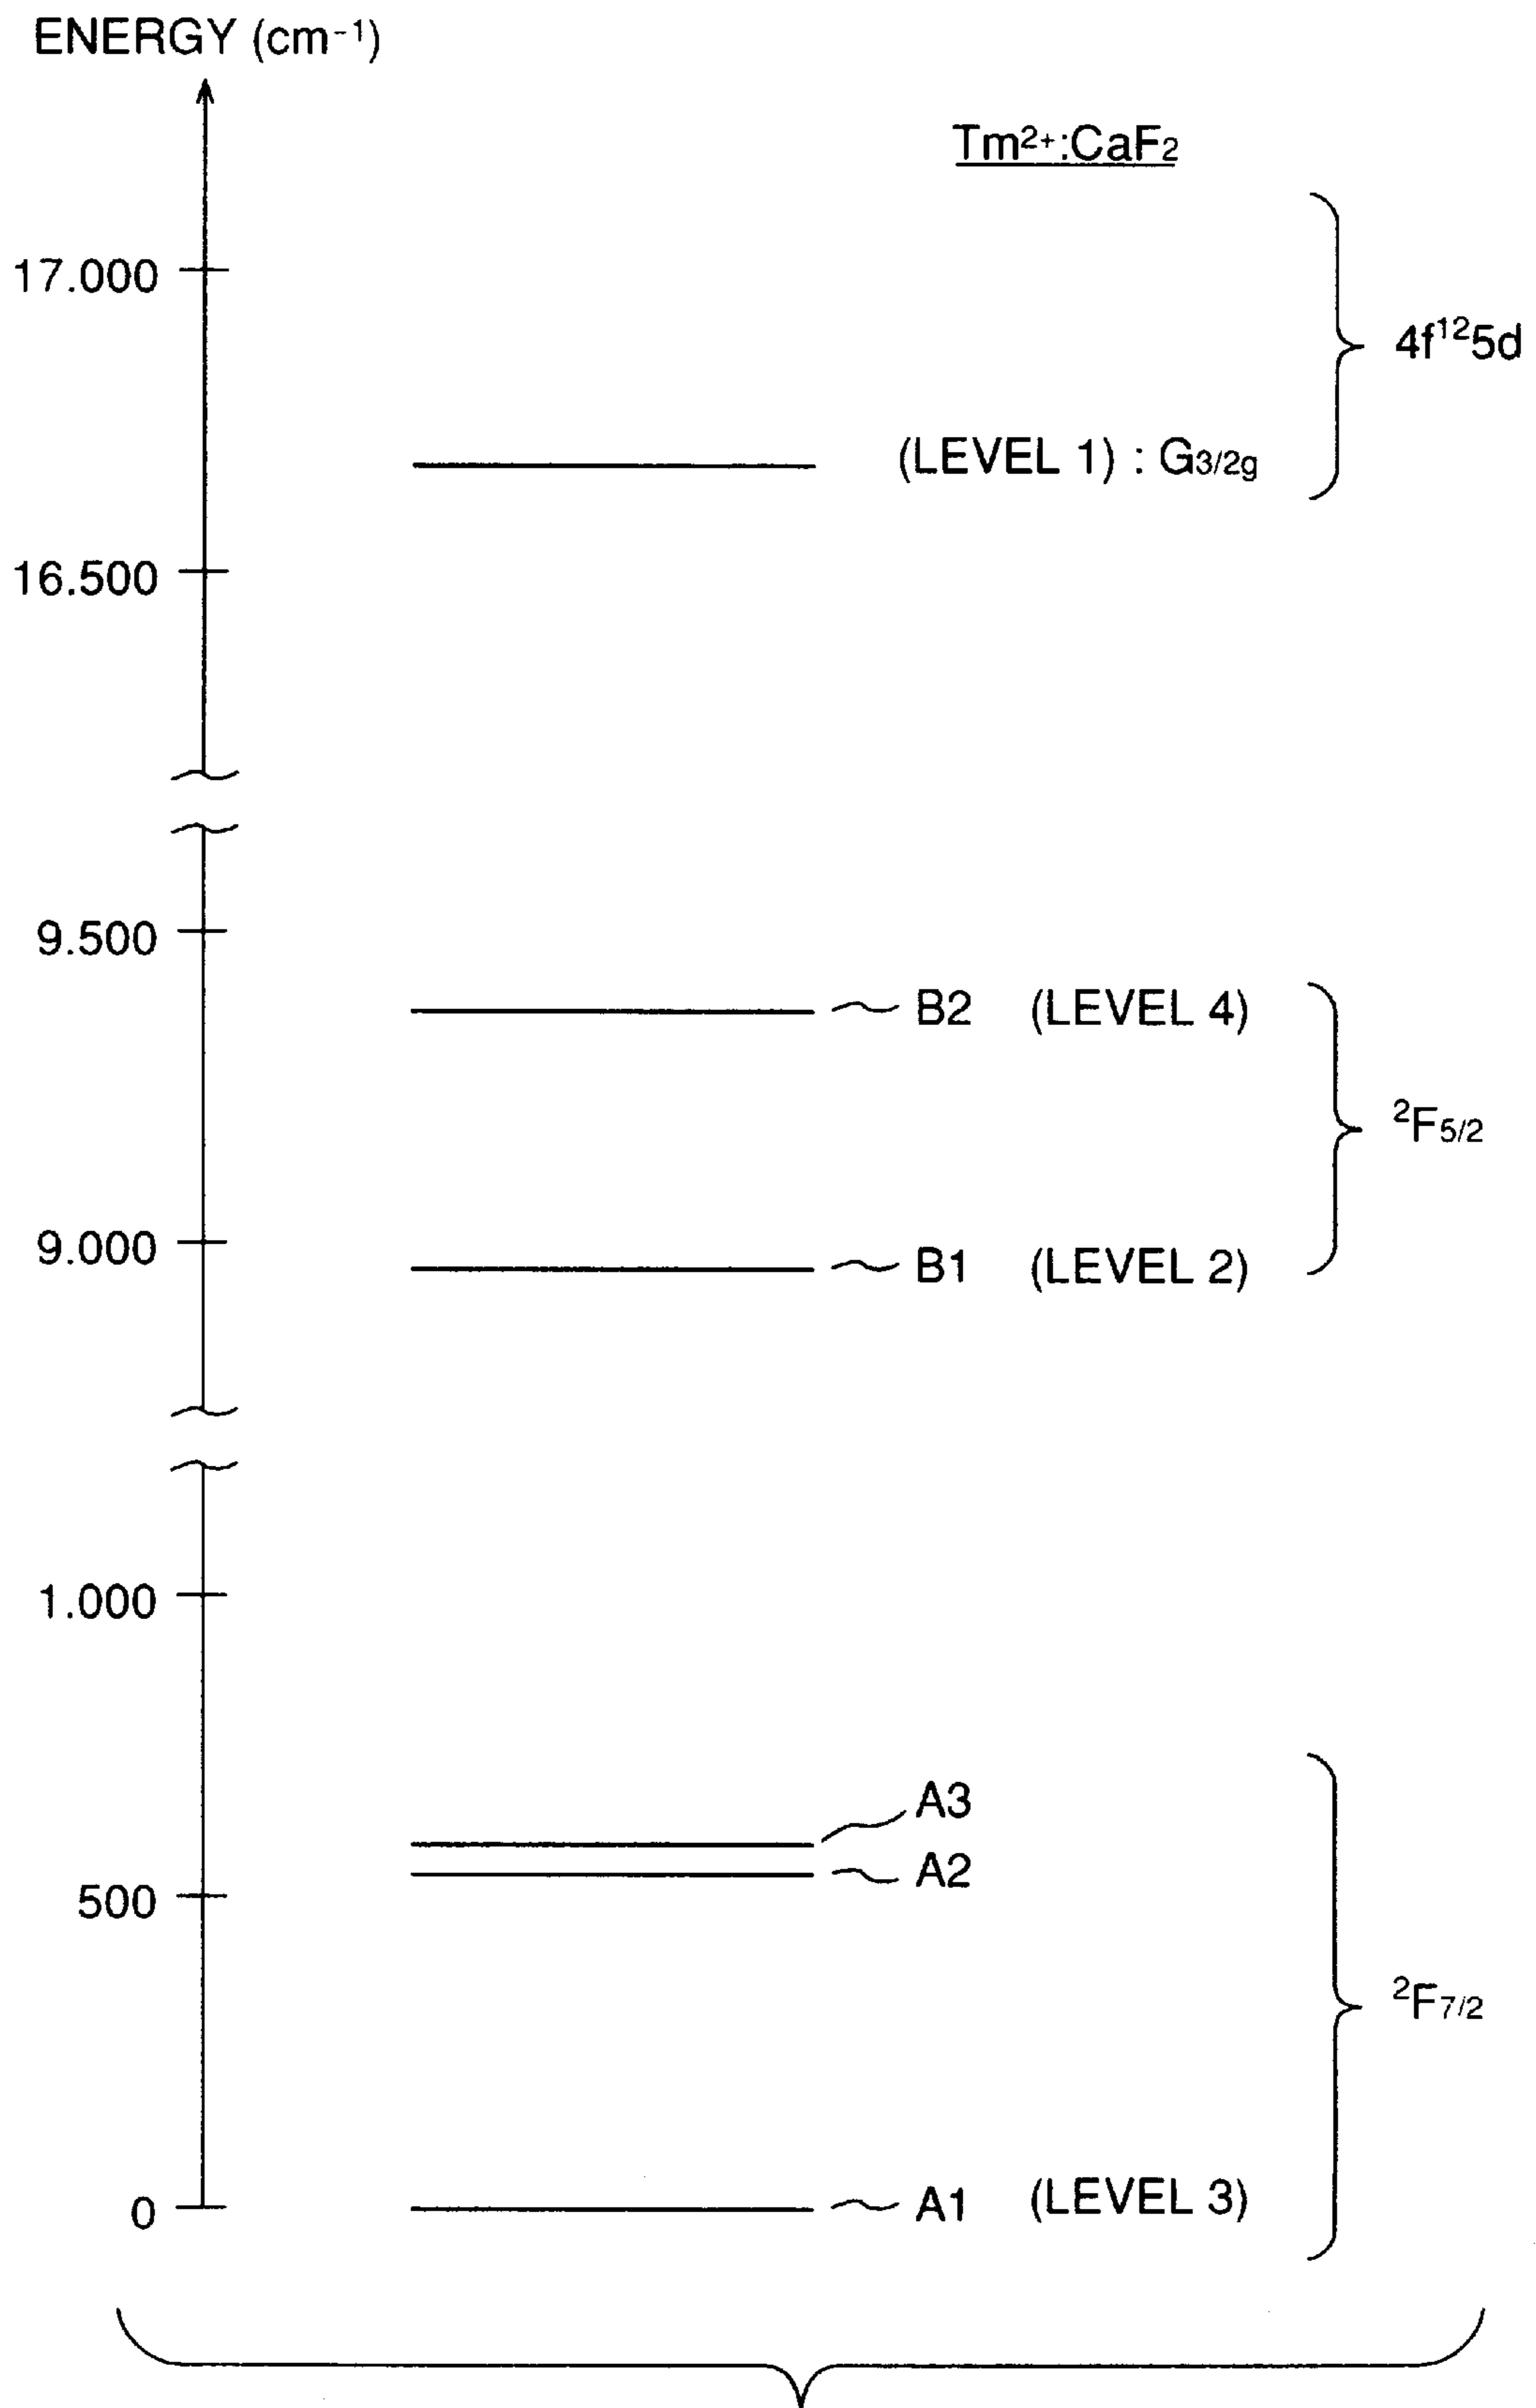 ENERGY (cm⁻¹)
Tm²⁺:CaF₂
17.000
4f¹²5d
(LEVEL 1) : G3/2g
16.500
9.500
B2 (LEVEL 4)
²F5/2
9.000
B1 (LEVEL 2)
1.000
A3
A2
500
²F7/2
0
A1 (LEVEL 3)